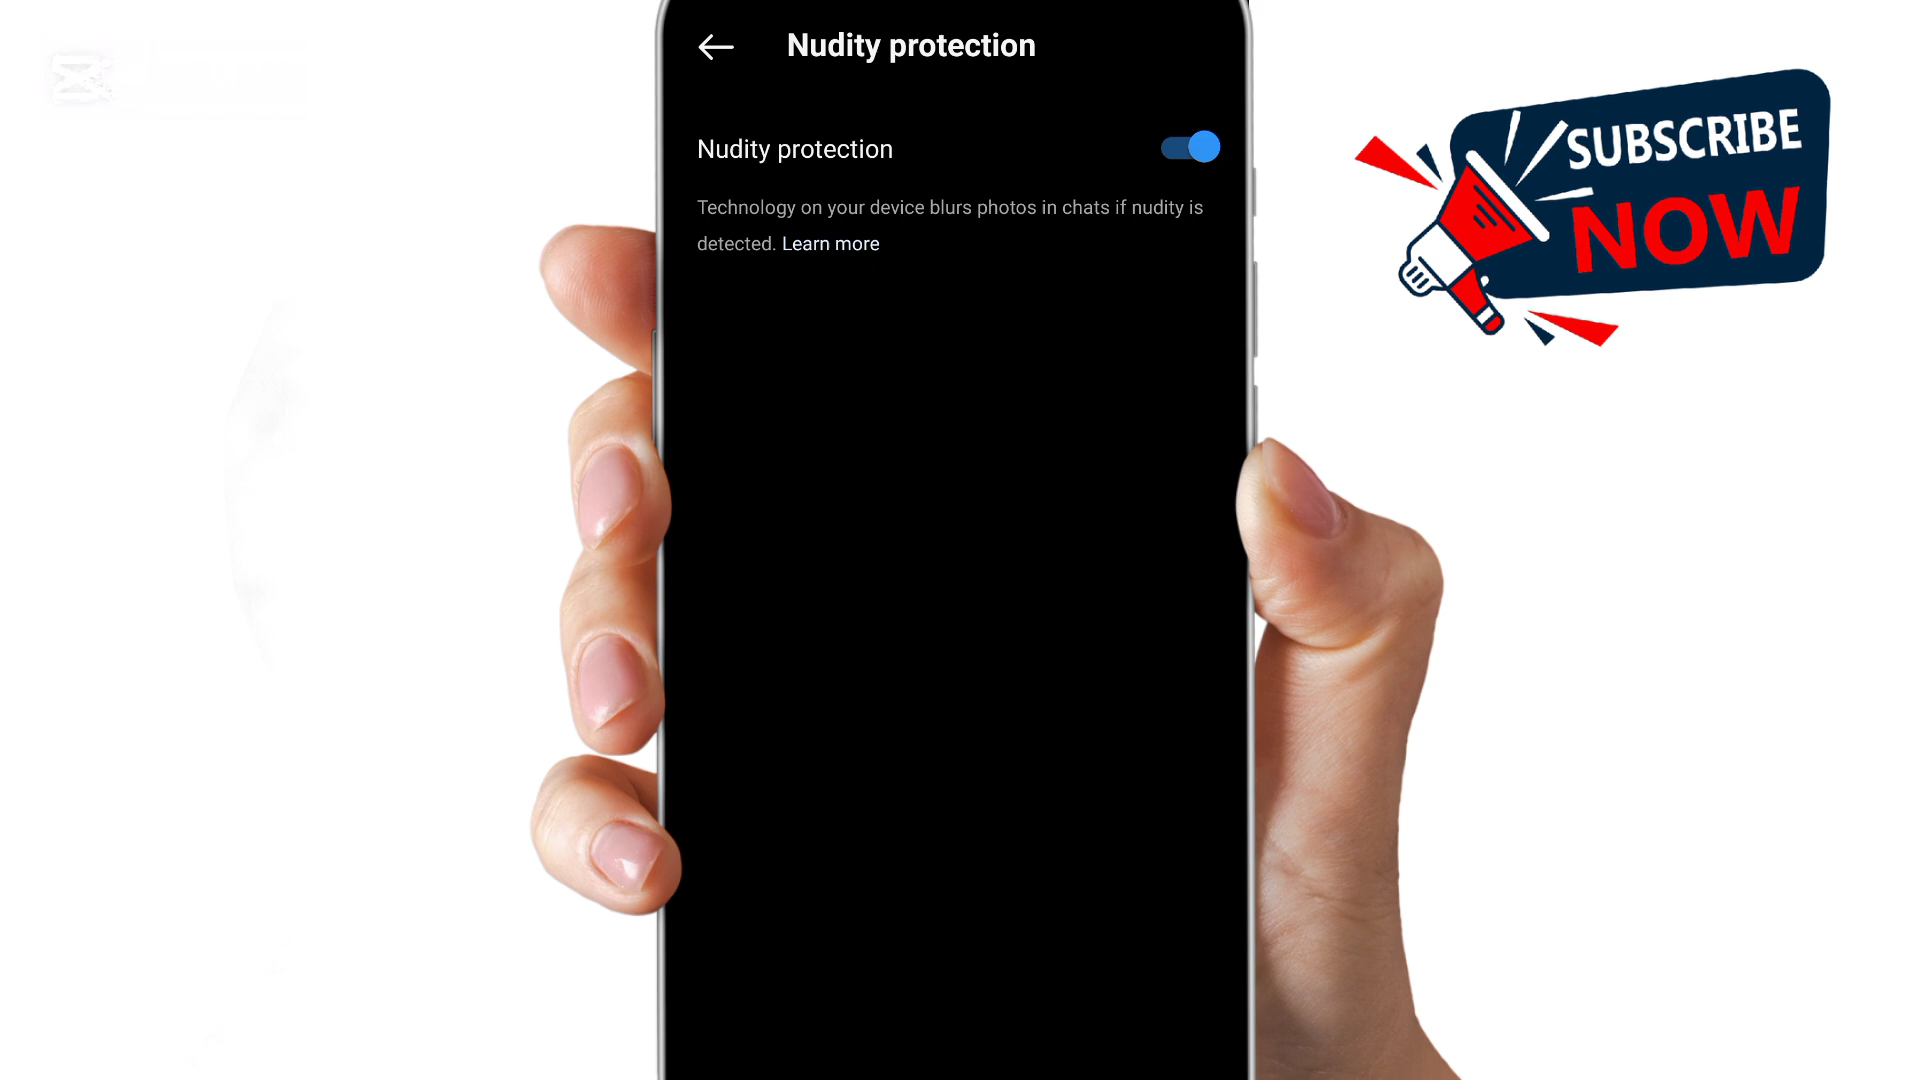 Nudity protection
Nudity protection
Technology on your device blurs photos in chats if nudity is
detected. Learn more
SUBSCRIBE
NOW